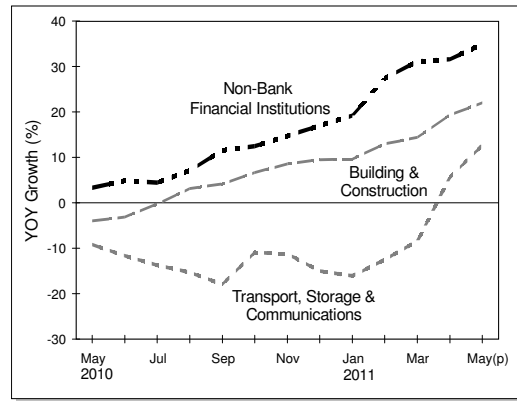 40
30
20
10
0
-10
-20
-30
YOY Growth (%)
Non-Bank
Financial Institutions
Building &
Construction
Transport, Storage &
Communications
May Jul Sep Nov Jan Mar May(p)
2010 2011